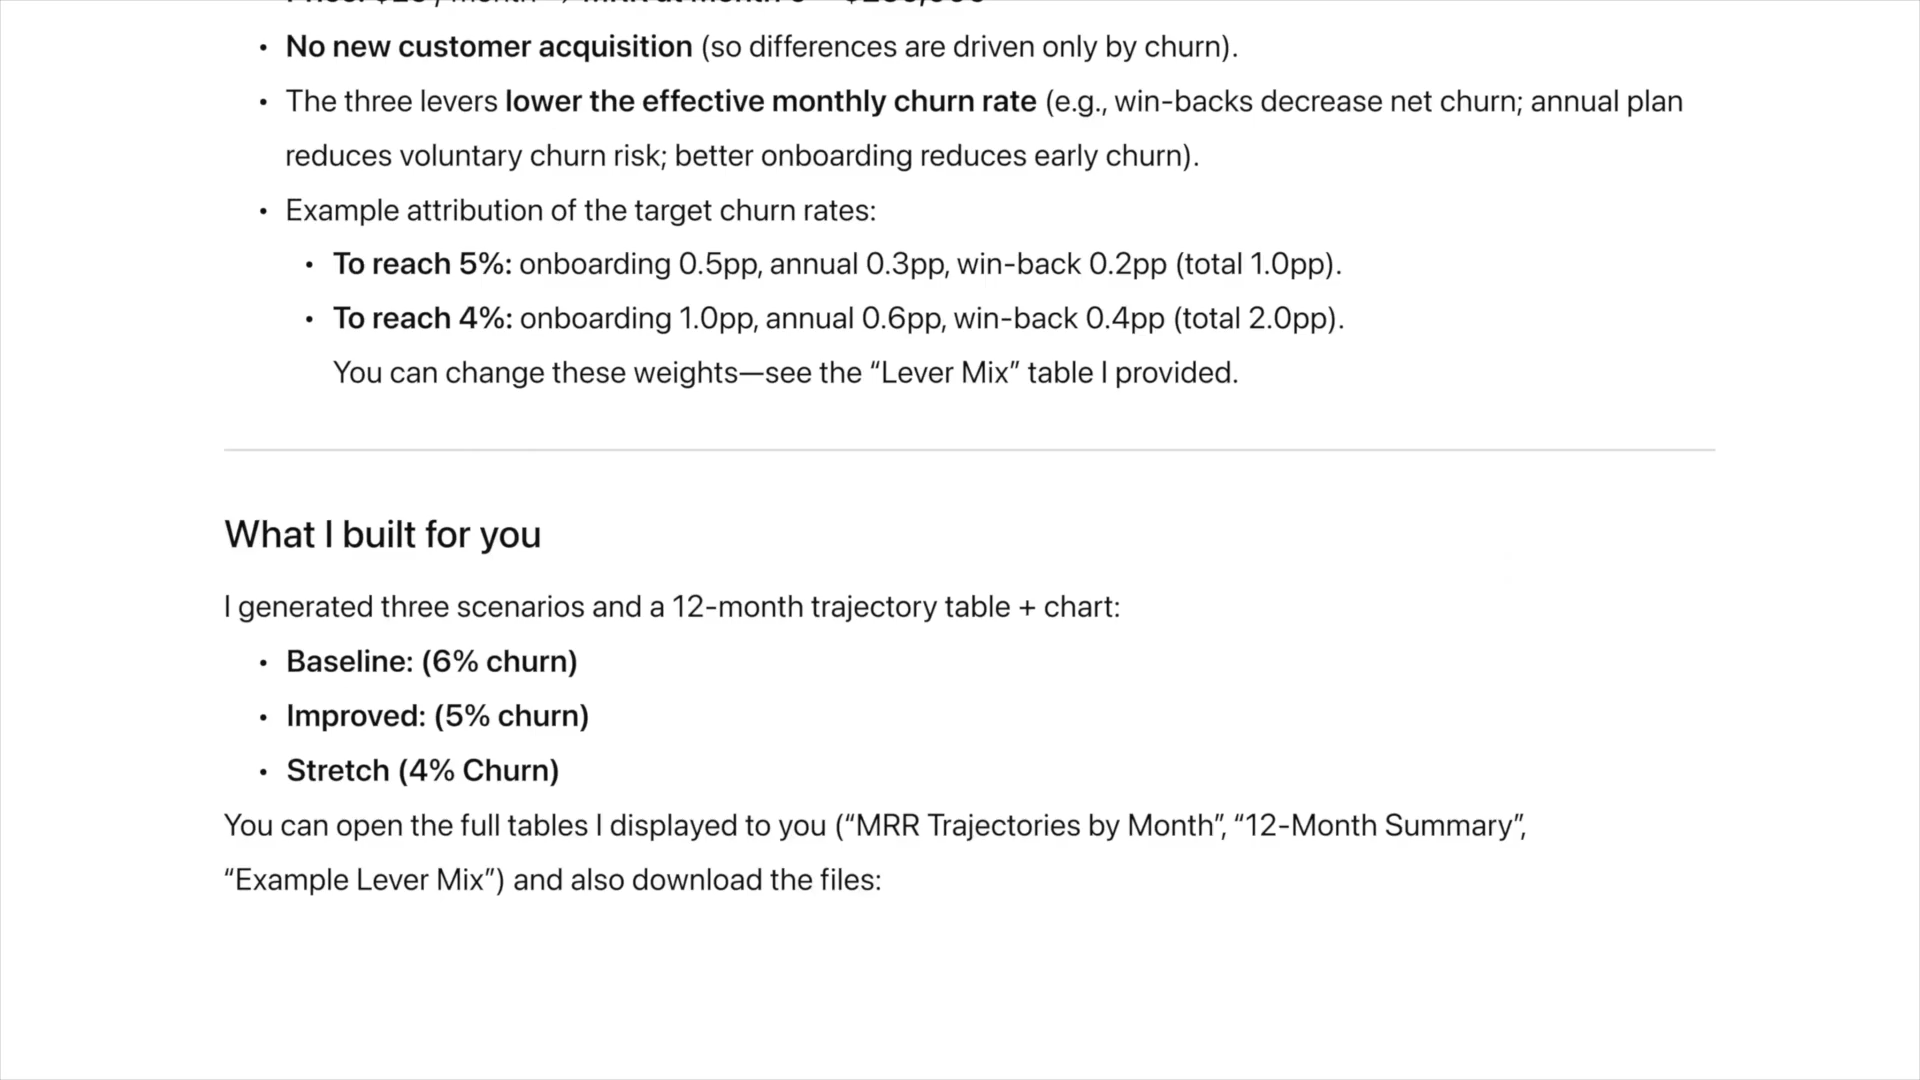 • No new customer acquisition (so differences are driven only by churn).
• The three levers lower the effective monthly churn rate (e.g., win-backs decrease net churn; annual plan
reduces voluntary churn risk; better onboarding reduces early churn).
• Example attribution of the target churn rates:
• To reach 5%: onboarding 0.5pp, annual 0.3pp, win-back 0.2pp (total 1.0pp).
• To reach 4%: onboarding 1.0pp, annual 0.6pp, win-back 0.4pp (total 2.0pp).
You can change these weights—see the “Lever Mix” table I provided.
What I built for you
I generated three scenarios and a 12-month trajectory table + chart:
• Baseline: (6% churn)
• Improved: (5% churn)
• Stretch (4% Churn)
You can open the full tables I displayed to you (“MRR Trajectories by Month”, “12-Month Summary”,
“Example Lever Mix”) and also download the files: